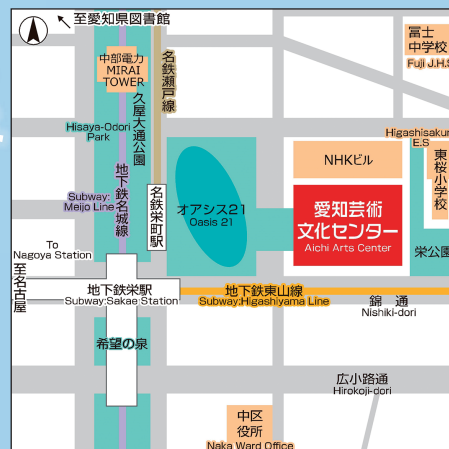 至愛知県図書館
冨士
中学校
Fuji J.H.S
中部電力
MIRAI
TOWER
名鉄瀬戸線
久屋大通公園
Hisaya-Odori
Park
Higashisaku
E.S
東桜小学校
NHKビル
地下鉄名城線
Subway:
Meijo Line
名鉄栄町駅
オアシス21
Oasis 21
愛知芸術
文化センター
Aichi Arts Center
栄公園
To
Nagoya Station
至名古屋
地下鉄栄駅
Subway:Sakae Station
地下鉄東山線
Subway:Higashiyama Line
錦 通
Nishiki-dori
希望の泉
広小路通
Hirokoji-dori
中区
役所
Naka Ward Office